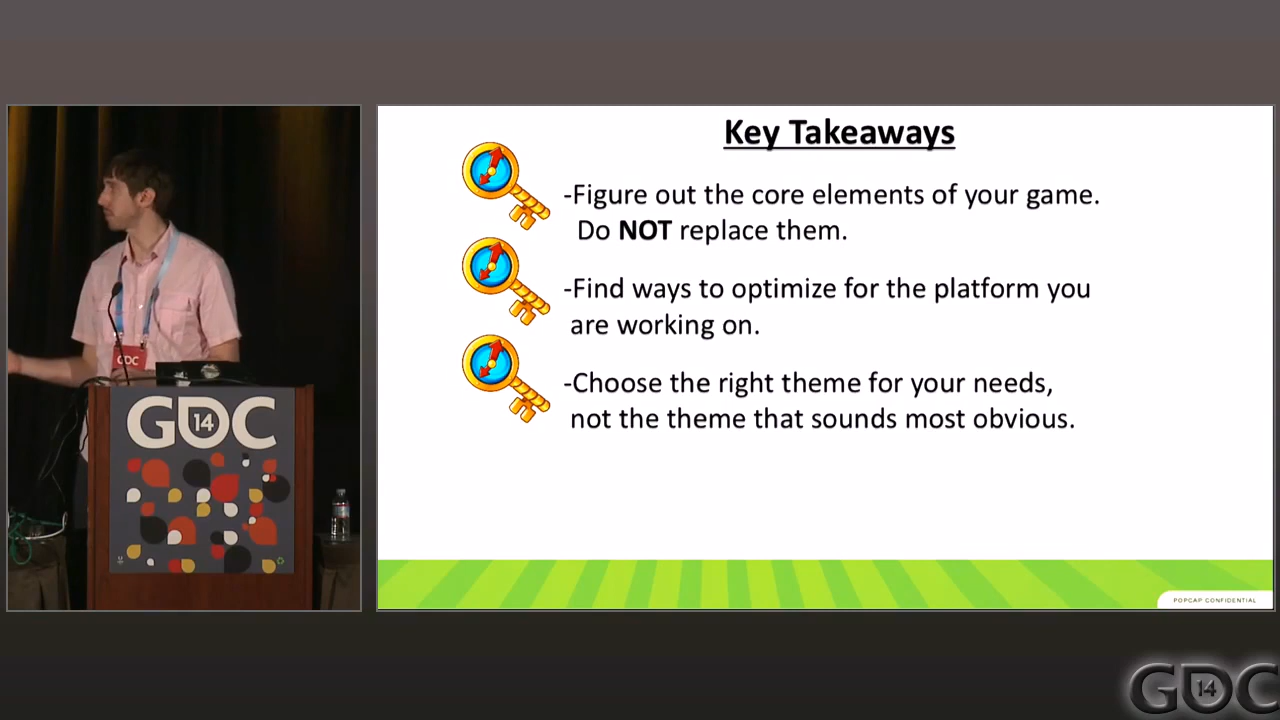 Key Takeaways
-Figure out the core elements of your game.
Do NOT replace them.
-Find ways to optimize for the platform you
are working on.
-Choose the right theme for your needs,
not the theme that sounds most obvious.
POPCAP CONFIDENTIAL
GDC
GDC
14
GDC
14